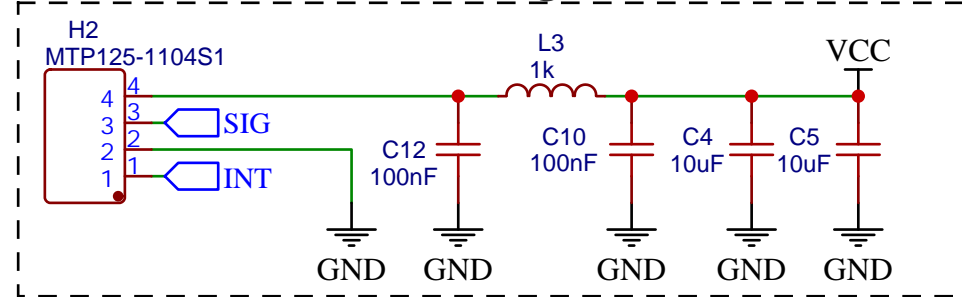 H2
MTP125-1104S1
L3
1k
VCC
4 4
3 3 SIG
2 2
1 1 INT
C12
100nF
C10
100nF
C4
10uF
C5
10uF
GND GND GND GND GND